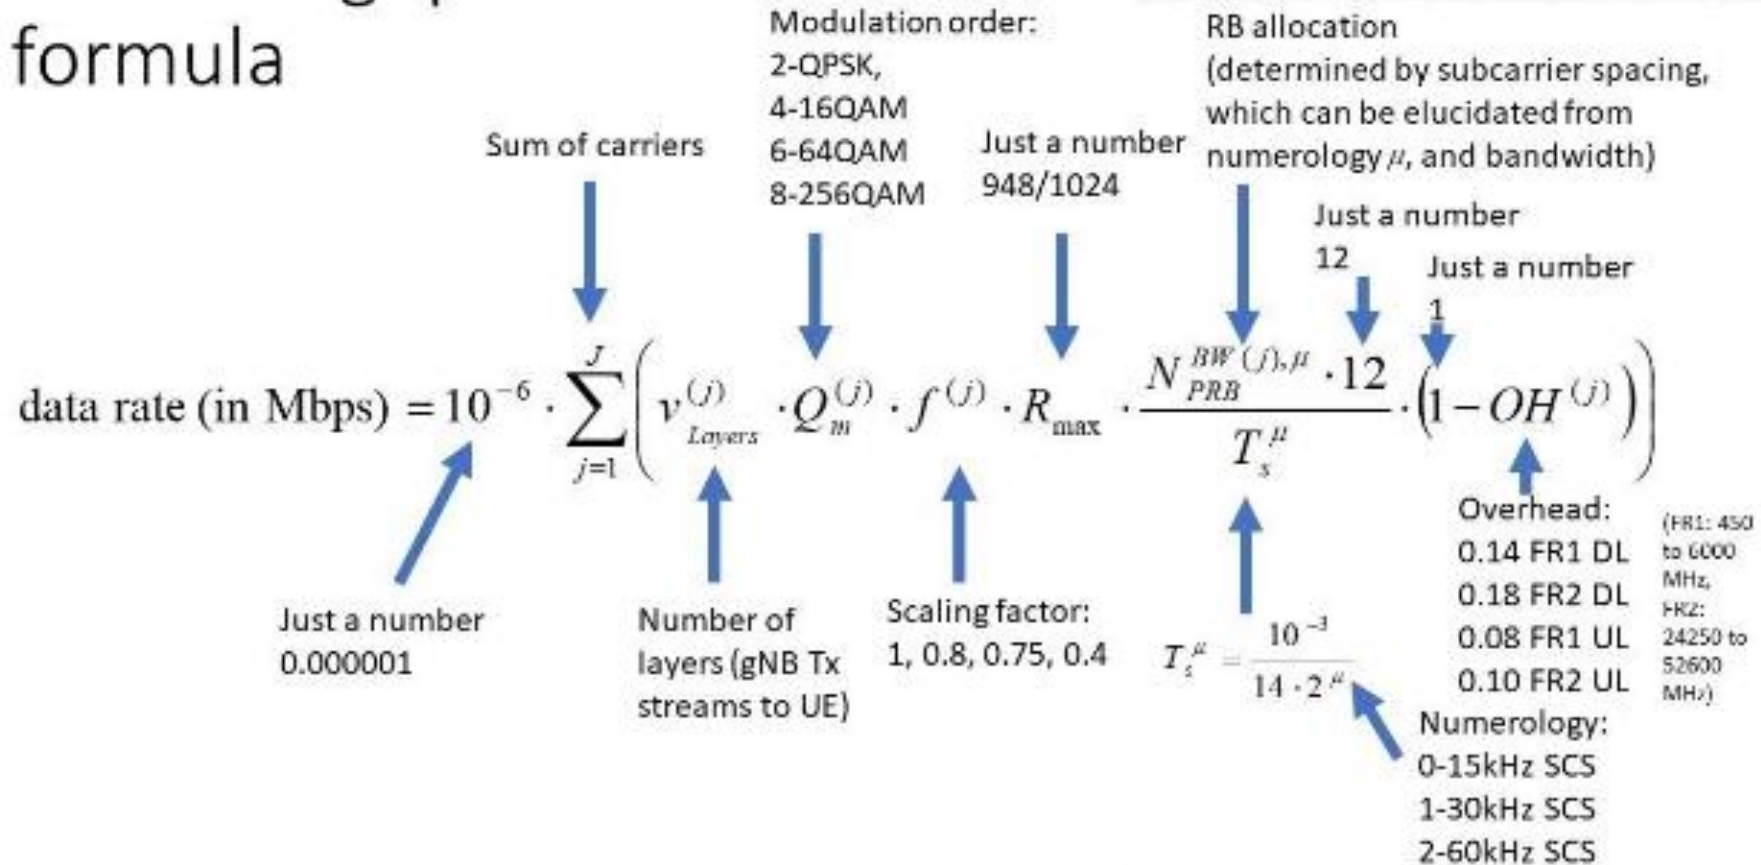 formula
Modulation order:
2-QPSK,
4-16QAM
6-64QAM
8-256QAM
RB allocation
(determined by subcarrier spacing,
which can be elucidated from
numerology μ, and bandwidth)
Sum of carriers
Just a number
948/1024
Just a number
12
Just a number
1
data rate (in Mbps) = 10^{-6} · \sum_{j=1}^{J} ( v_{Layers}^{(j)} · Q_m^{(j)} · f^{(j)} · R_{max} · \frac{N_{PRB}^{BW(j),μ} · 12}{T_s^μ} · (1 − OH^{(j)}) )
Just a number
0.000001
Number of
layers (gNB Tx
streams to UE)
Scaling factor:
1, 0.8, 0.75, 0.4
T_s^μ = \frac{10^{-3}}{14 · 2^μ}
Overhead:
0.14 FR1 DL
0.18 FR2 DL
0.08 FR1 UL
0.10 FR2 UL
(FR1: 450
to 6000
MHz,
FR2:
24250 to
52600
MHz)
Numerology:
0-15kHz SCS
1-30kHz SCS
2-60kHz SCS